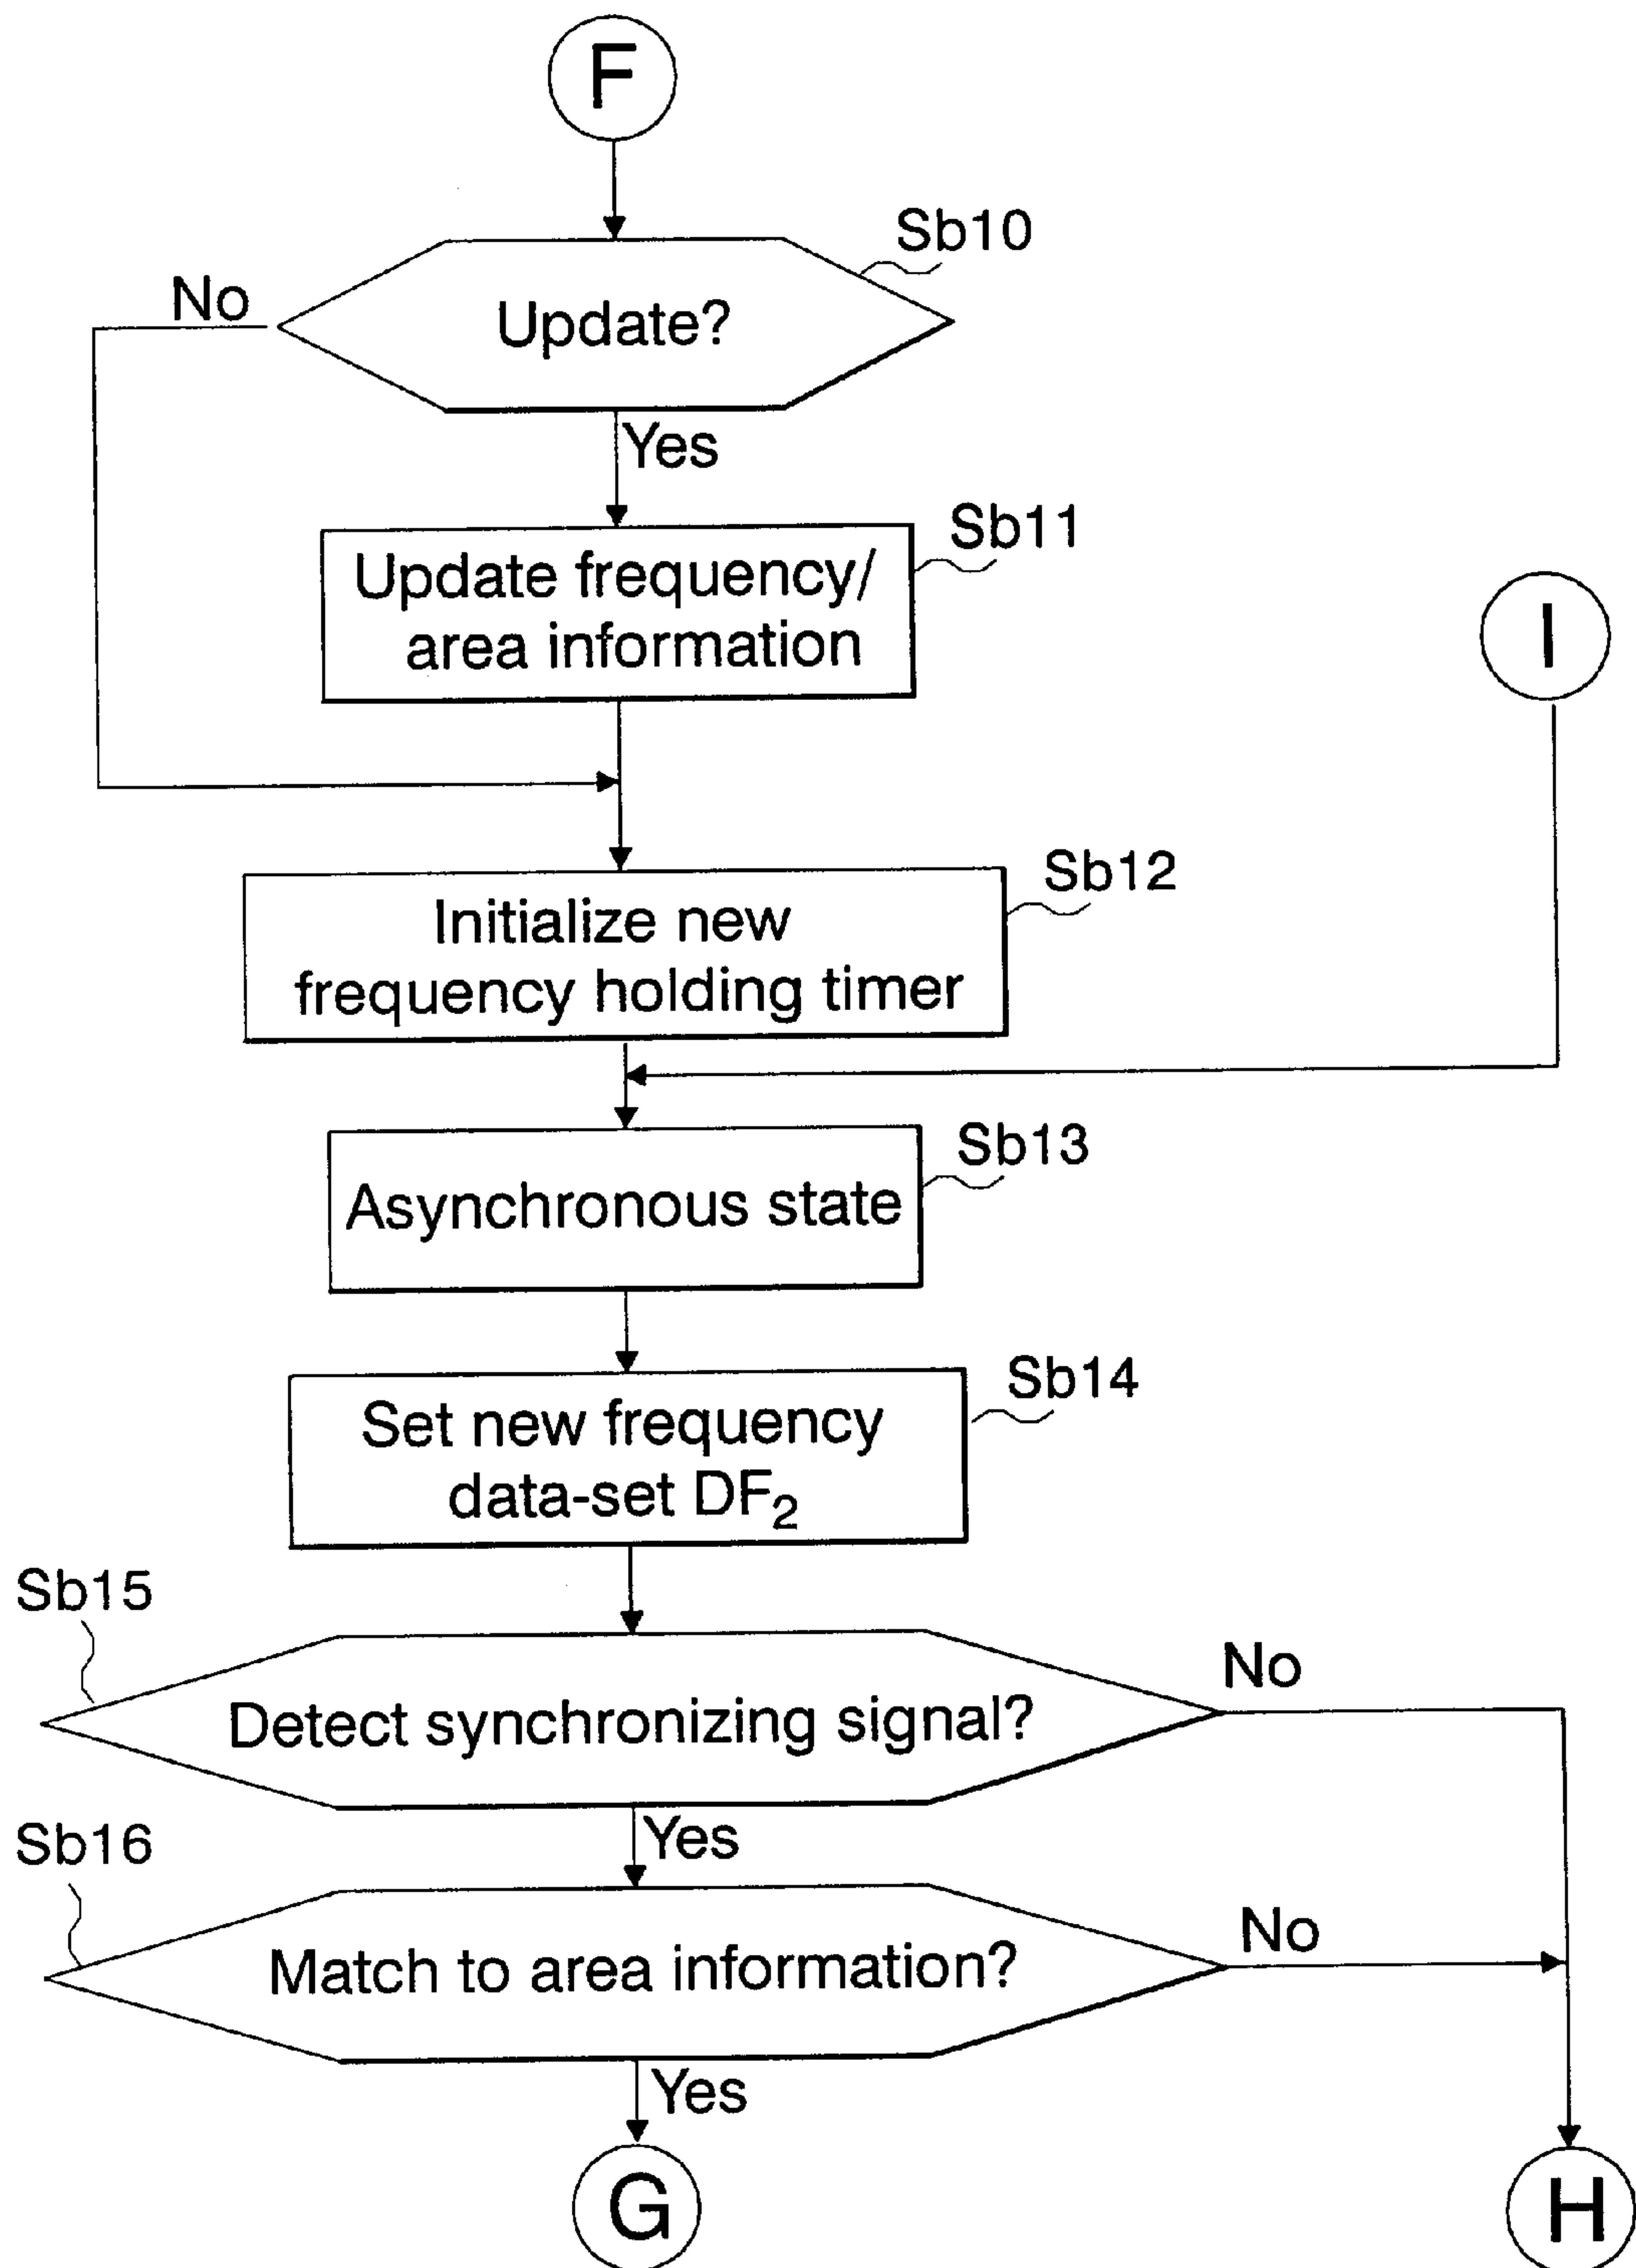 F
Sb10
No
Update?
Yes
Sb11
Update frequency/
area information
I
Sb12
Initialize new
frequency holding timer
Sb13
Asynchronous state
Sb14
Set new frequency
data-set DF2
Sb15
No
Detect synchronizing signal?
Yes
Sb16
No
Match to area information?
Yes
G
H